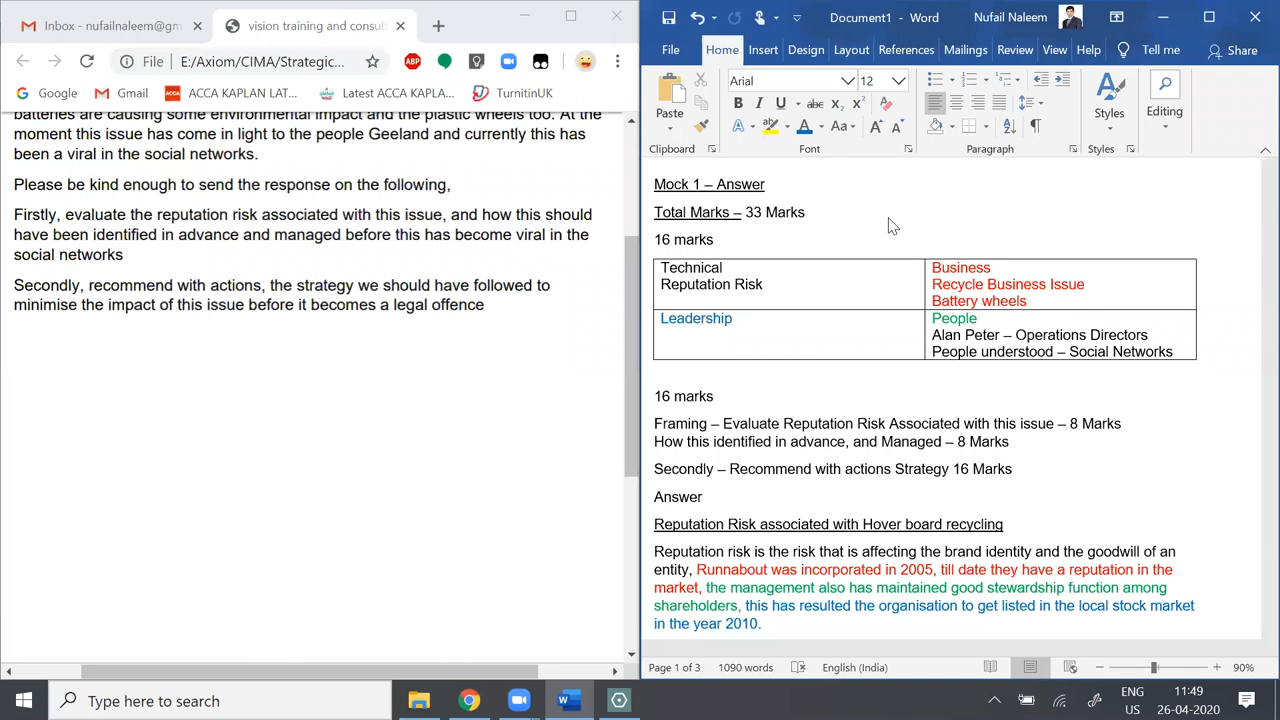 Inbox - nufailnaleem@gm
vision training and consult
File
E:/Axiom/CIMA/Strategic...
ABP
Google
Gmail
ACCA
ACCA KAPLAN LAT...
Latest ACCA KAPLA...
TurnitinUK
batteries are causing some environmental impact and the plastic wheels too. At the
moment this issue has come in light to the people Geeland and currently this has
been a viral in the social networks.
Please be kind enough to send the response on the following,
Firstly, evaluate the reputation risk associated with this issue, and how this should
have been identified in advance and managed before this has become viral in the
social networks
Secondly, recommend with actions, the strategy we should have followed to
minimise the impact of this issue before it becomes a legal offence
Document1 - Word
Nufail Naleem
File
Home
Insert
Design
Layout
References
Mailings
Review
View
Help
Tell me
Share
Paste
Arial
12
B I U abc x₂ x²
A A Aa A A
Styles
Editing
Clipboard
Font
Paragraph
Styles
Mock 1 – Answer
Total Marks – 33 Marks
16 marks
Technical
Reputation Risk
Business
Recycle Business Issue
Battery wheels
Leadership
People
Alan Peter – Operations Directors
People understood – Social Networks
16 marks
Framing – Evaluate Reputation Risk Associated with this issue – 8 Marks
How this identified in advance, and Managed – 8 Marks
Secondly – Recommend with actions Strategy 16 Marks
Answer
Reputation Risk associated with Hover board recycling
Reputation risk is the risk that is affecting the brand identity and the goodwill of an
entity, Runnabout was incorporated in 2005, till date they have a reputation in the
market, the management also has maintained good stewardship function among
shareholders, this has resulted the organisation to get listed in the local stock market
in the year 2010.
Page 1 of 3
1090 words
English (India)
90%
Type here to search
ENG
US
11:49
26-04-2020